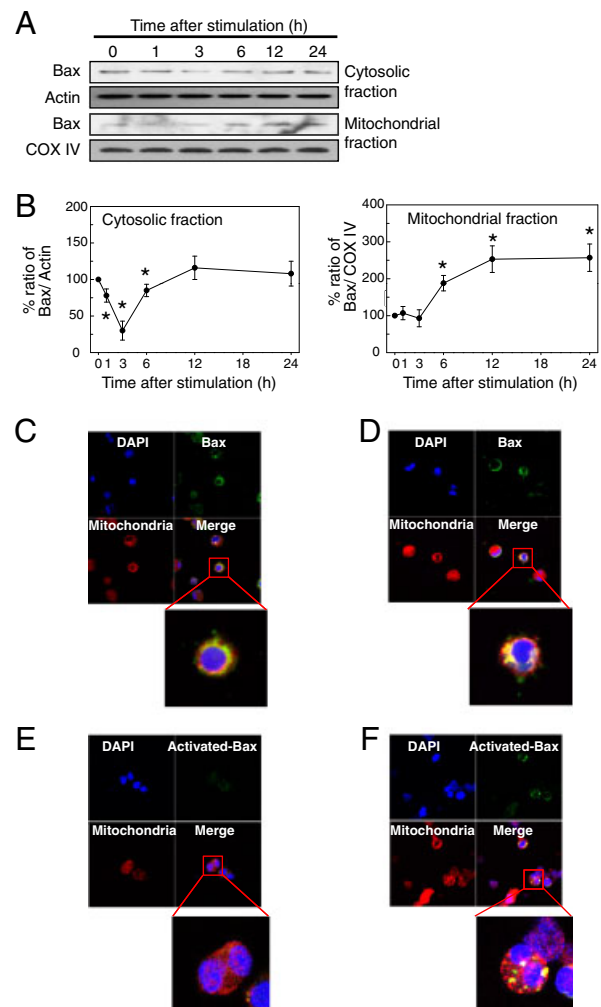 A
Time after stimulation (h)
0 1 3 6 12 24
Bax
Actin
Cytosolic
fraction
Bax
COX IV
Mitochondrial
fraction
B
Cytosolic fraction
% ratio of
Bax/ Actin
200
150
100
50
0
* * *
0 1 3 6 12 24
Time after stimulation (h)
Mitochondrial fraction
% ratio of
Bax/ COX IV
400
300
200
100
0
* * *
0 1 3 6 12 24
Time after stimulation (h)
C
DAPI Bax
Mitochondria Merge
D
DAPI Bax
Mitochondria Merge
E
DAPI Activated-Bax
Mitochondria Merge
F
DAPI Activated-Bax
Mitochondria Merge